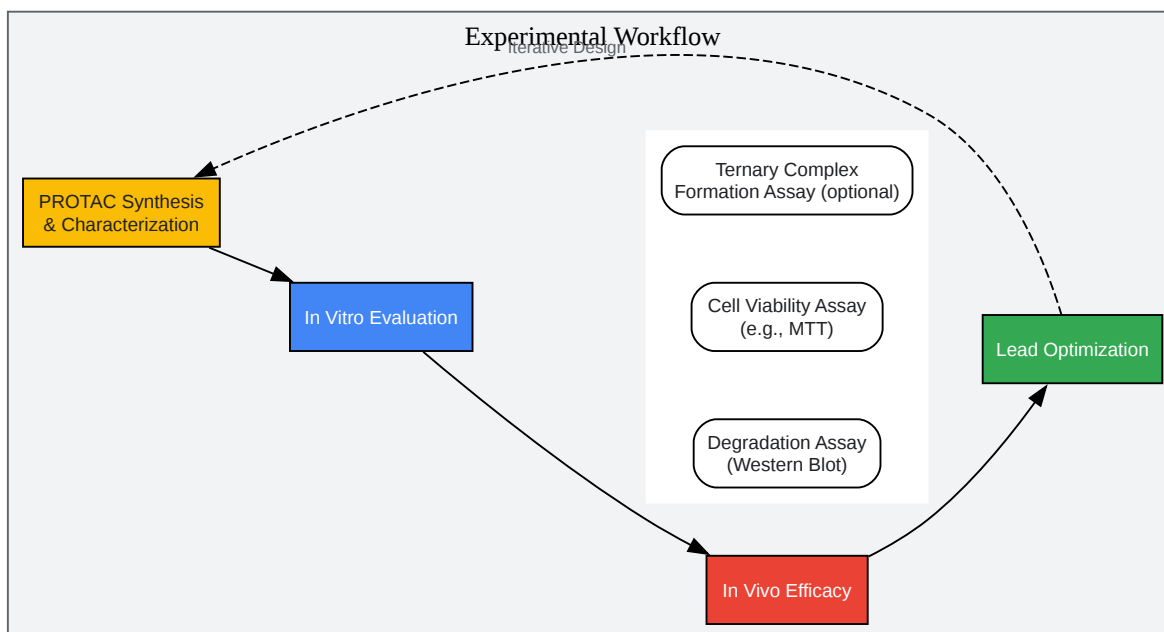 Experimental Workflow
Iterative Design
PROTAC Synthesis
& Characterization
In Vitro Evaluation
Ternary Complex
Formation Assay (optional)
Cell Viability Assay
(e.g., MTT)
Degradation Assay
(Western Blot)
Lead Optimization
In Vivo Efficacy